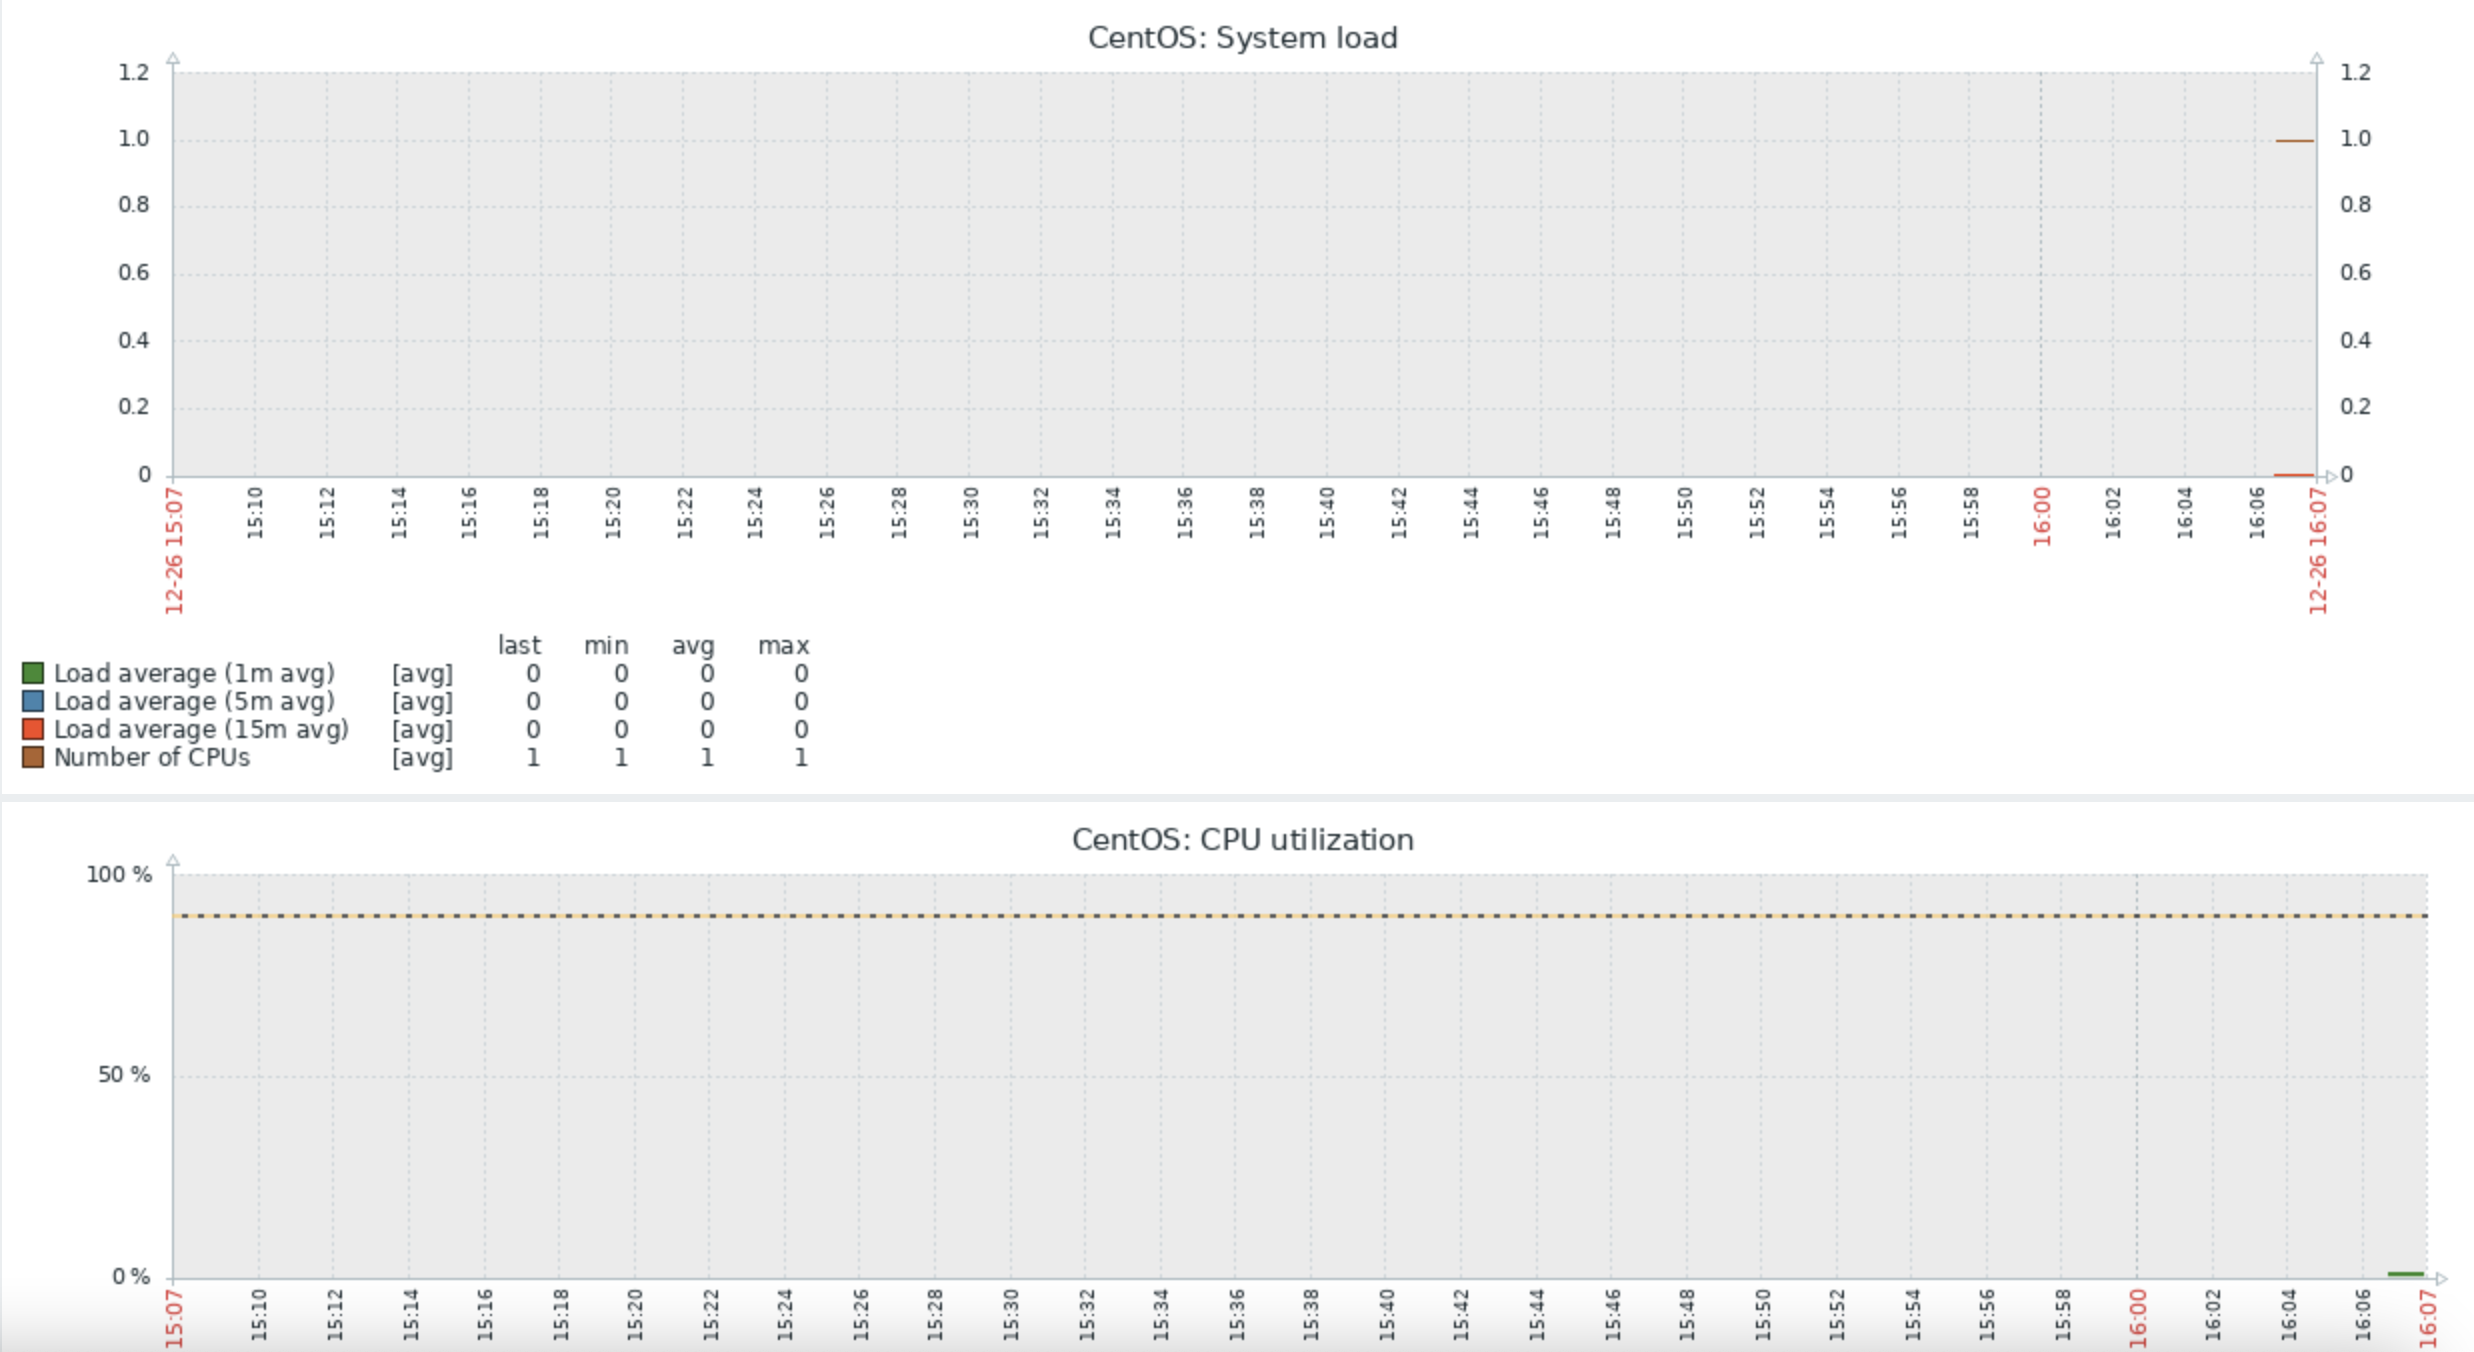 CentOS: System load
1.2 1.2
1.0 1.0
0.8 0.8
0.6 0.6
0.4 0.4
0.2 0.2
0 0
12-26 15:07 15:10 15:12 15:14 15:16 15:18 15:20 15:22 15:24 15:26 15:28 15:30 15:32 15:34 15:36 15:38 15:40 15:42 15:44 15:46 15:48 15:50 15:52 15:54 15:56 15:58 16:00 16:02 16:04 16:06 12-26 16:07
last min avg max
Load average (1m avg) [avg] 0 0 0 0
Load average (5m avg) [avg] 0 0 0 0
Load average (15m avg) [avg] 0 0 0 0
Number of CPUs [avg] 1 1 1 1
CentOS: CPU utilization
100 %
50 %
0 %
15:07 15:10 15:12 15:14 15:16 15:18 15:20 15:22 15:24 15:26 15:28 15:30 15:32 15:34 15:36 15:38 15:40 15:42 15:44 15:46 15:48 15:50 15:52 15:54 15:56 15:58 16:00 16:02 16:04 16:06 16:07